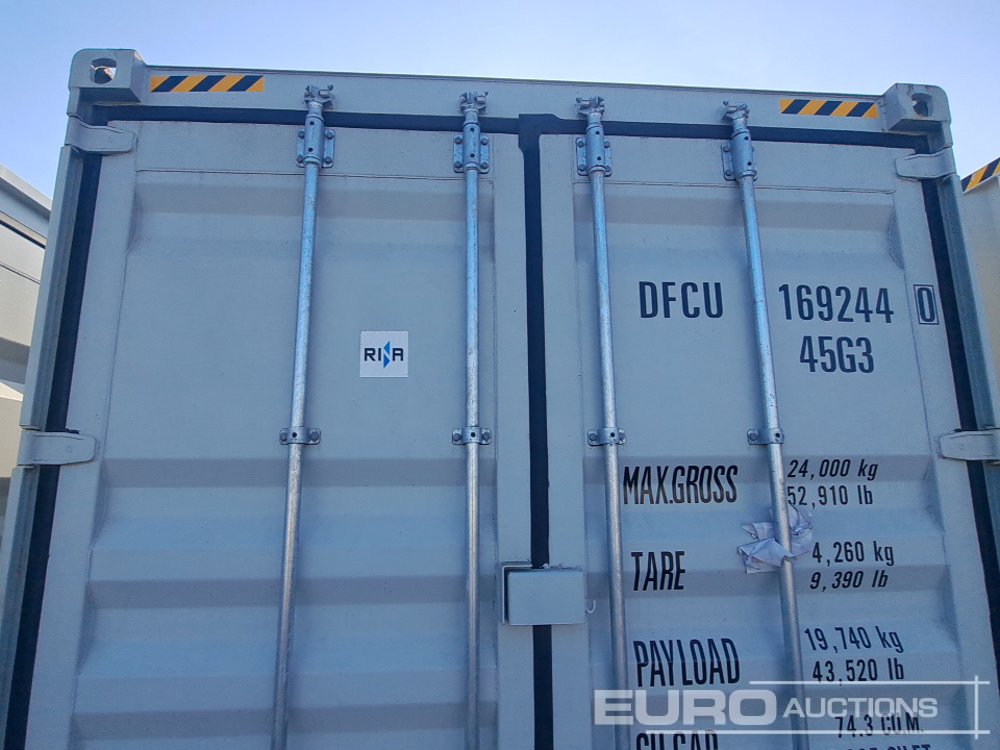 RINA
DFCU 169244 0
45G3
MAX.GROSS 24,000 kg
52,910 lb
TARE 4,260 kg
9,390 lb
PAYLOAD 19,740 kg
43,520 lb
74.3 CU.M.
EURO AUCTIONS